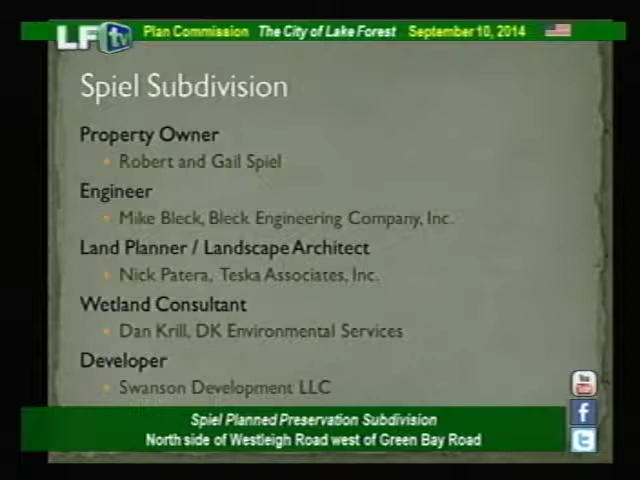 LFtv Plan Commission The City of Lake Forest September 10, 2014
Spiel Subdivision
Property Owner
• Robert and Gail Spiel
Engineer
• Mike Bleck, Bleck Engineering Company, Inc.
Land Planner / Landscape Architect
• Nick Patera, Teska Associates, Inc.
Wetland Consultant
• Dan Krill, DK Environmental Services
Developer
• Swanson Development LLC
You
Tube
f
Spiel Planned Preservation Subdivision
North side of Westleigh Road west of Green Bay Road